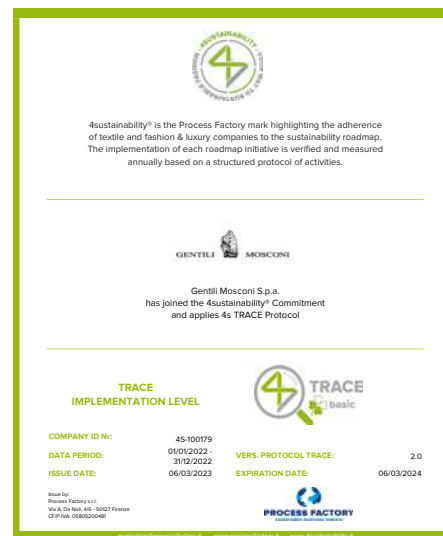 4sustainability® is the Process Factory mark highlighting the adherence
of textile and fashion & luxury companies to the sustainability roadmap.
The implementation of each roadmap initiative is verified and measured
annually based on a structured protocol of activities.
GENTILI MOSCONI
Gentili Mosconi S.p.a.
has joined the 4sustainability® Commitment
and applies 4s TRACE Protocol
TRACE
IMPLEMENTATION LEVEL
TRACE
basic
COMPANY ID Nr: 4S-100179
DATA PERIOD: 01/01/2022 -
31/12/2022
VERS. PROTOCOL TRACE: 2.0
ISSUE DATE: 06/03/2023
EXPIRATION DATE: 06/03/2024
Issue by:
Process Factory s.r.l.
Via A. Da Noli, 4/6 - 50127 Firenze
CF/P.IVA: 05805200481
PROCESS FACTORY